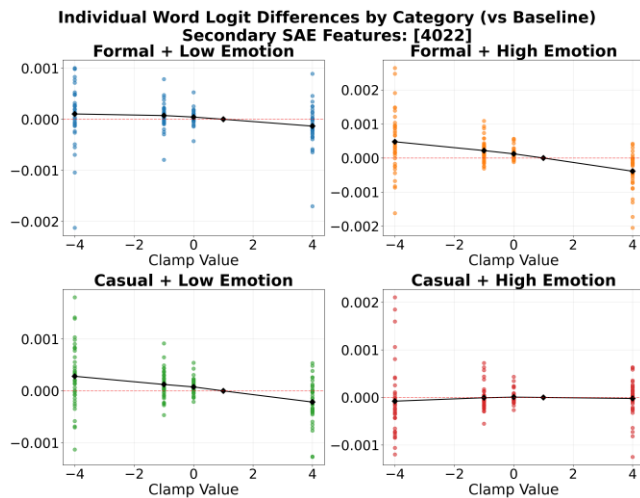 Individual Word Logit Differences by Category (vs Baseline)
Secondary SAE Features: [4022]
Formal + Low Emotion
0.001
0.000
−0.001
−0.002
−4 −2 0 2 4
Clamp Value
Formal + High Emotion
0.002
0.001
0.000
−0.001
−0.002
−4 −2 0 2 4
Clamp Value
Casual + Low Emotion
0.001
0.000
−0.001
−4 −2 0 2 4
Clamp Value
Casual + High Emotion
0.002
0.001
0.000
−0.001
−4 −2 0 2 4
Clamp Value